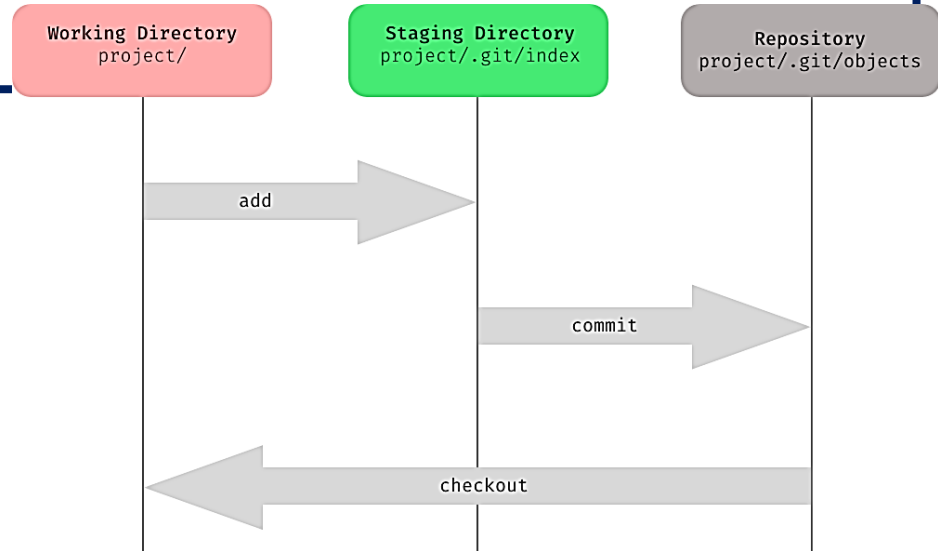 Working Directory
project/
Staging Directory
project/.git/index
Repository
project/.git/objects
add
commit
checkout